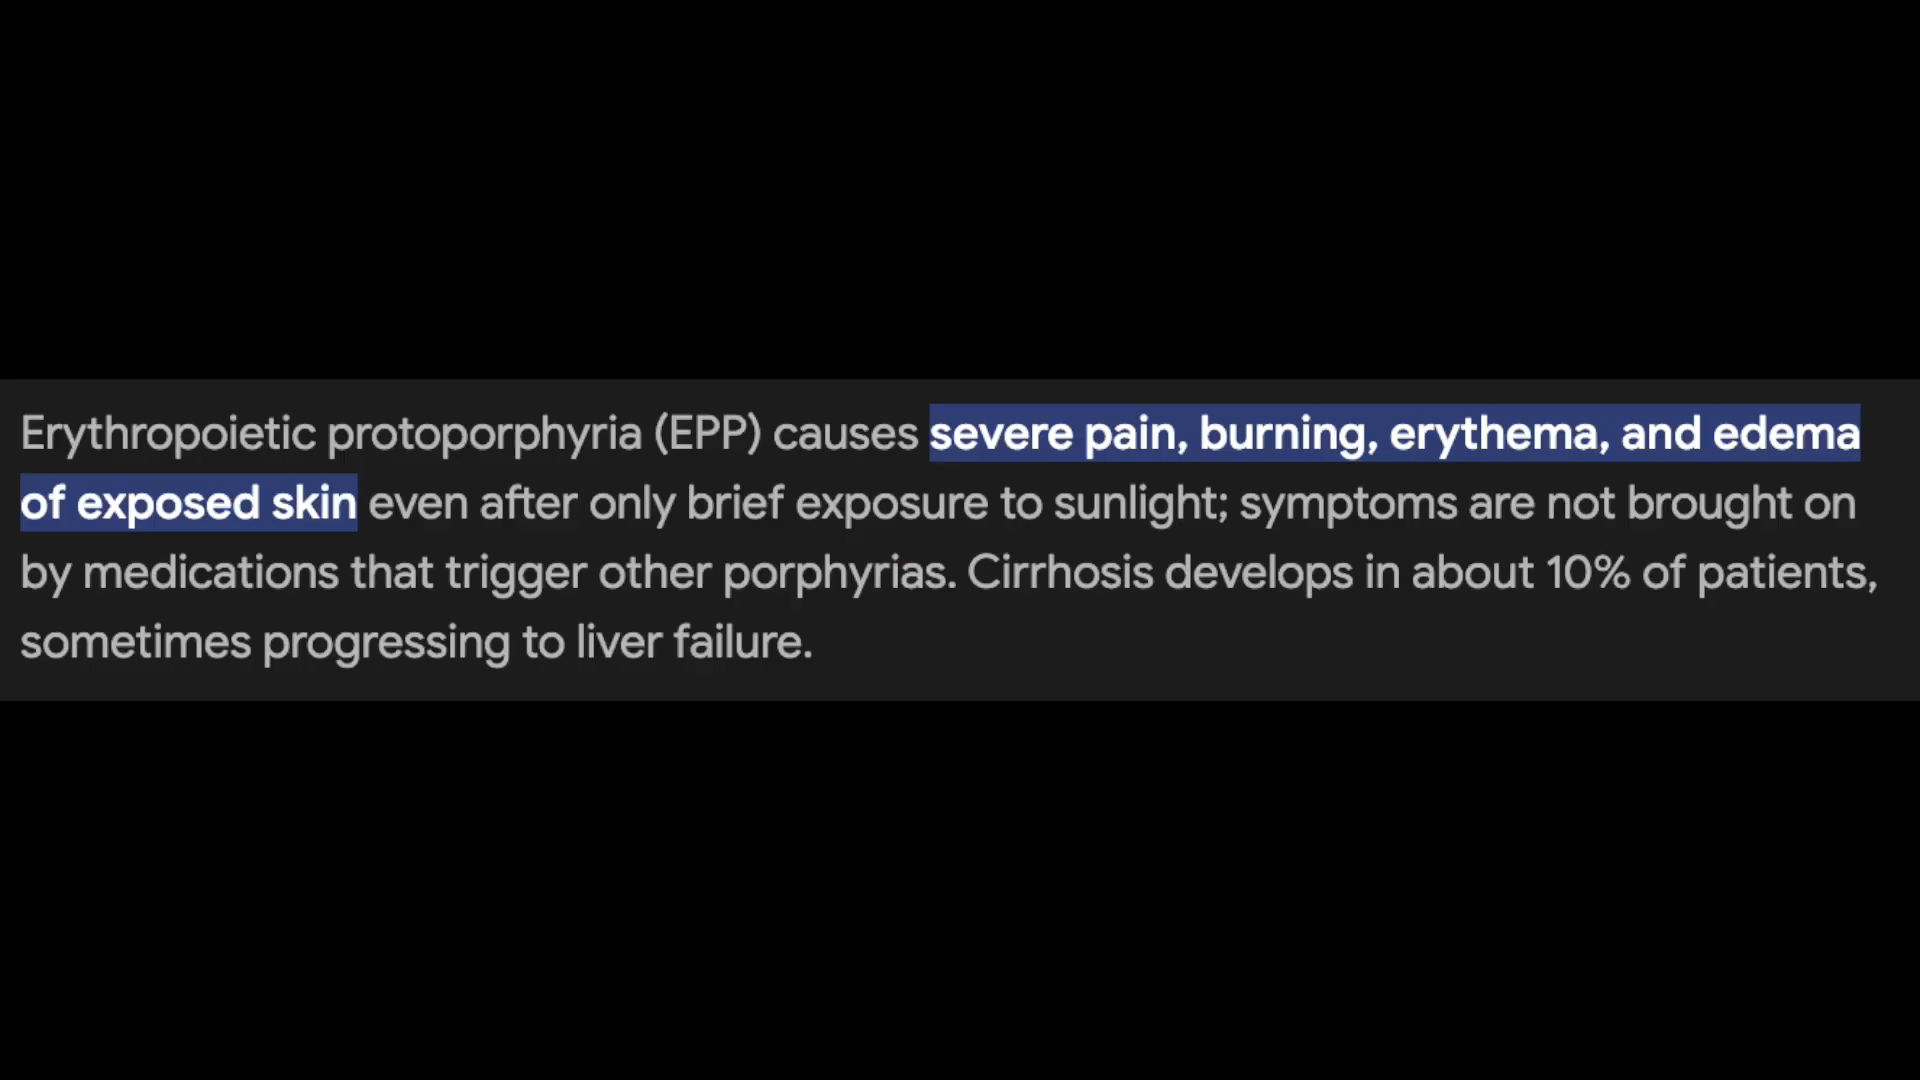 Erythropoietic protoporphyria (EPP) causes severe pain, burning, erythema, and edema
of exposed skin even after only brief exposure to sunlight; symptoms are not brought on
by medications that trigger other porphyrias. Cirrhosis develops in about 10% of patients,
sometimes progressing to liver failure.